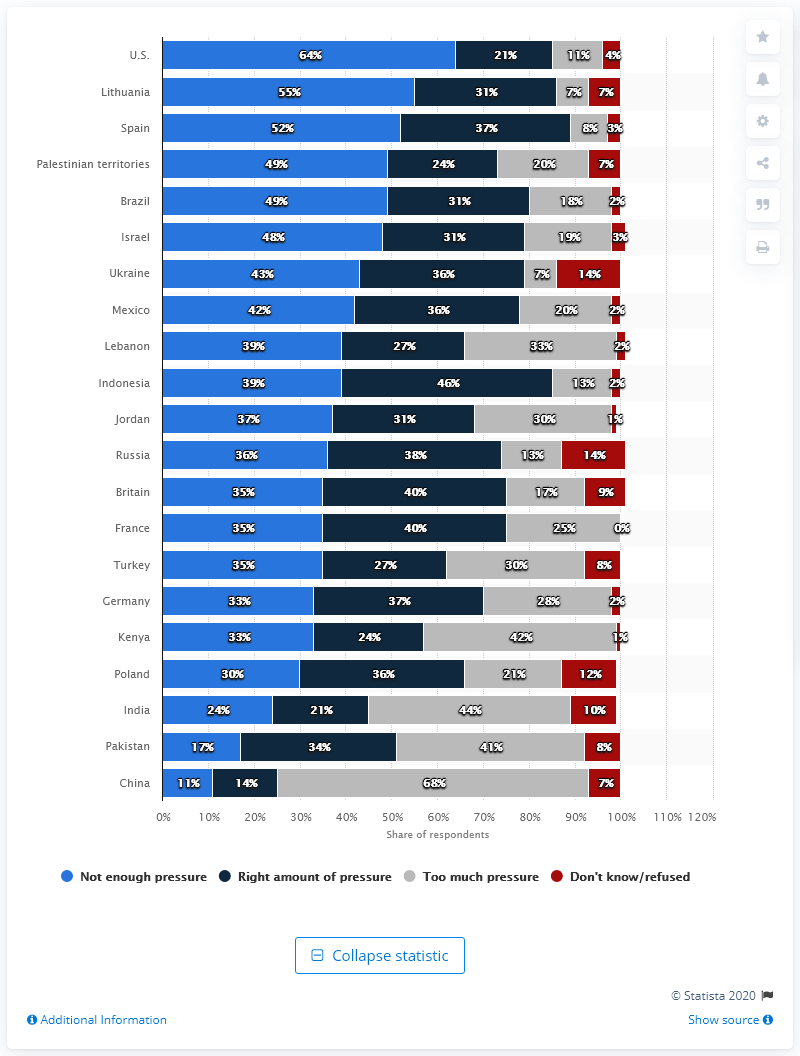 U.S. 64% 21% 11% 4%
Lithuania 55% 31% 7% 7%
Spain 52% 37% 8% 3%
Palestinian territories 49% 24% 20% 7%
Brazil 49% 31% 18% 2%
Israel 48% 31% 19% 3%
Ukraine 43% 36% 7% 14%
Mexico 42% 36% 20% 2%
Lebanon 39% 27% 33% 2%
Indonesia 39% 46% 13% 2%
Jordan 37% 31% 30% 1%
Russia 36% 38% 13% 14%
Britain 35% 40% 17% 9%
France 35% 40% 25% 0%
Turkey 35% 27% 30% 8%
Germany 33% 37% 28% 2%
Kenya 33% 24% 42% 1%
Poland 30% 36% 21% 12%
India 24% 21% 44% 10%
Pakistan 17% 34% 41% 8%
China 11% 14% 68% 7%
0% 10% 20% 30% 40% 50% 60% 70% 80% 90% 100% 110% 120%
Share of respondents
Not enough pressure Right amount of pressure Too much pressure Don't know/refused
Collapse statistic
© Statista 2020
Additional Information Show source